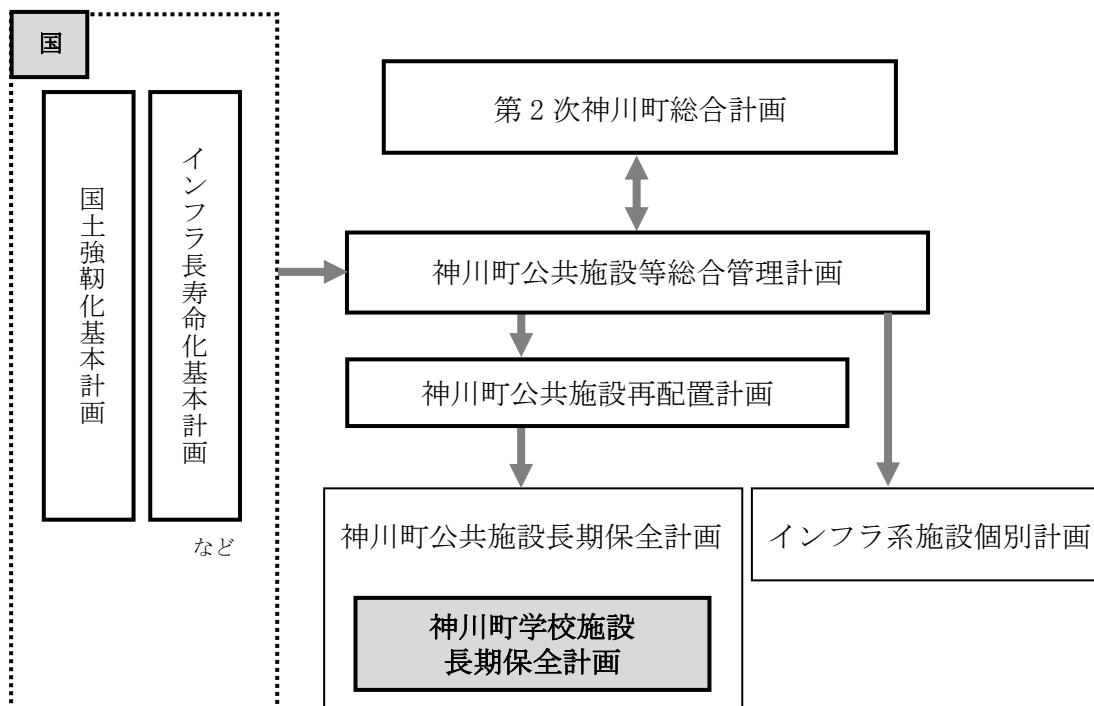 国
国土強靭化基本計画
インフラ長寿命化基本計画
など
第２次神川町総合計画
神川町公共施設等総合管理計画
神川町公共施設再配置計画
神川町公共施設長期保全計画
神川町学校施設
長期保全計画
インフラ系施設個別計画